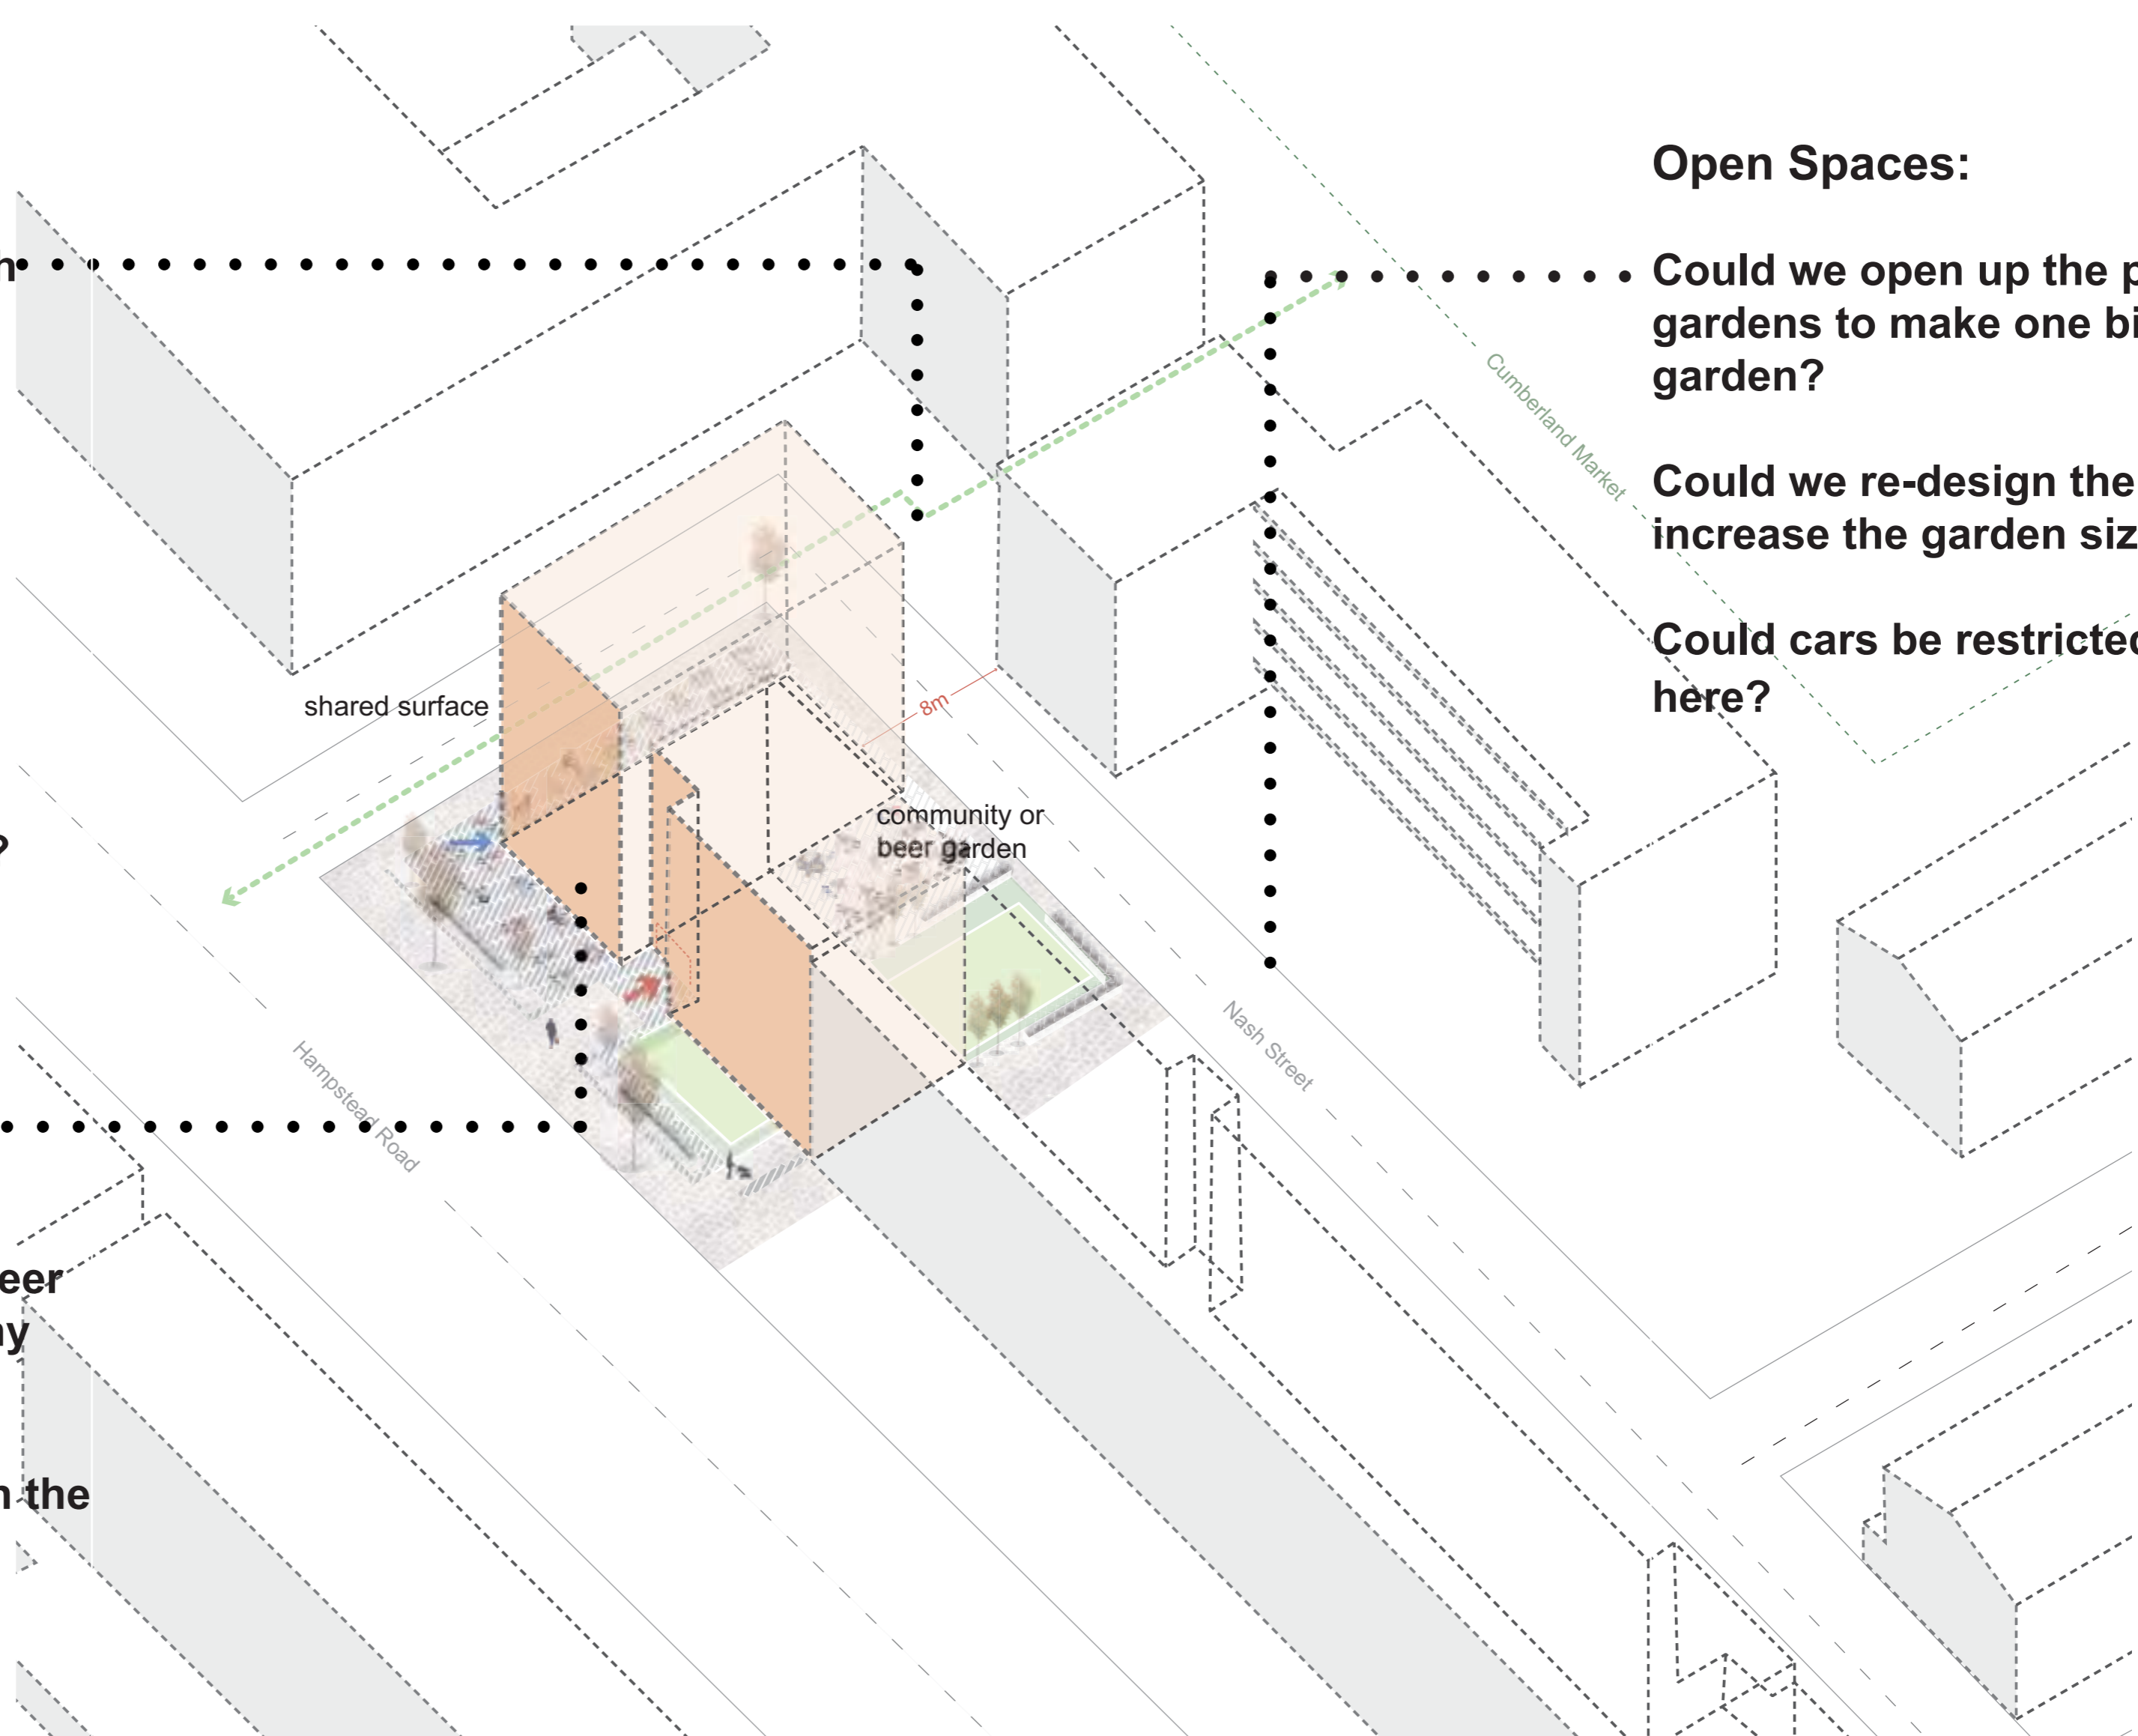 Open Spaces:
Could we open up the p
gardens to make one bi
garden?
Could we re-design the
increase the garden siz
Could cars be restricted
here?
Cumberland Market
h
shared surface
8m
community or
beer garden
?
Nash Street
Hampstead Road
eer
ny
n the